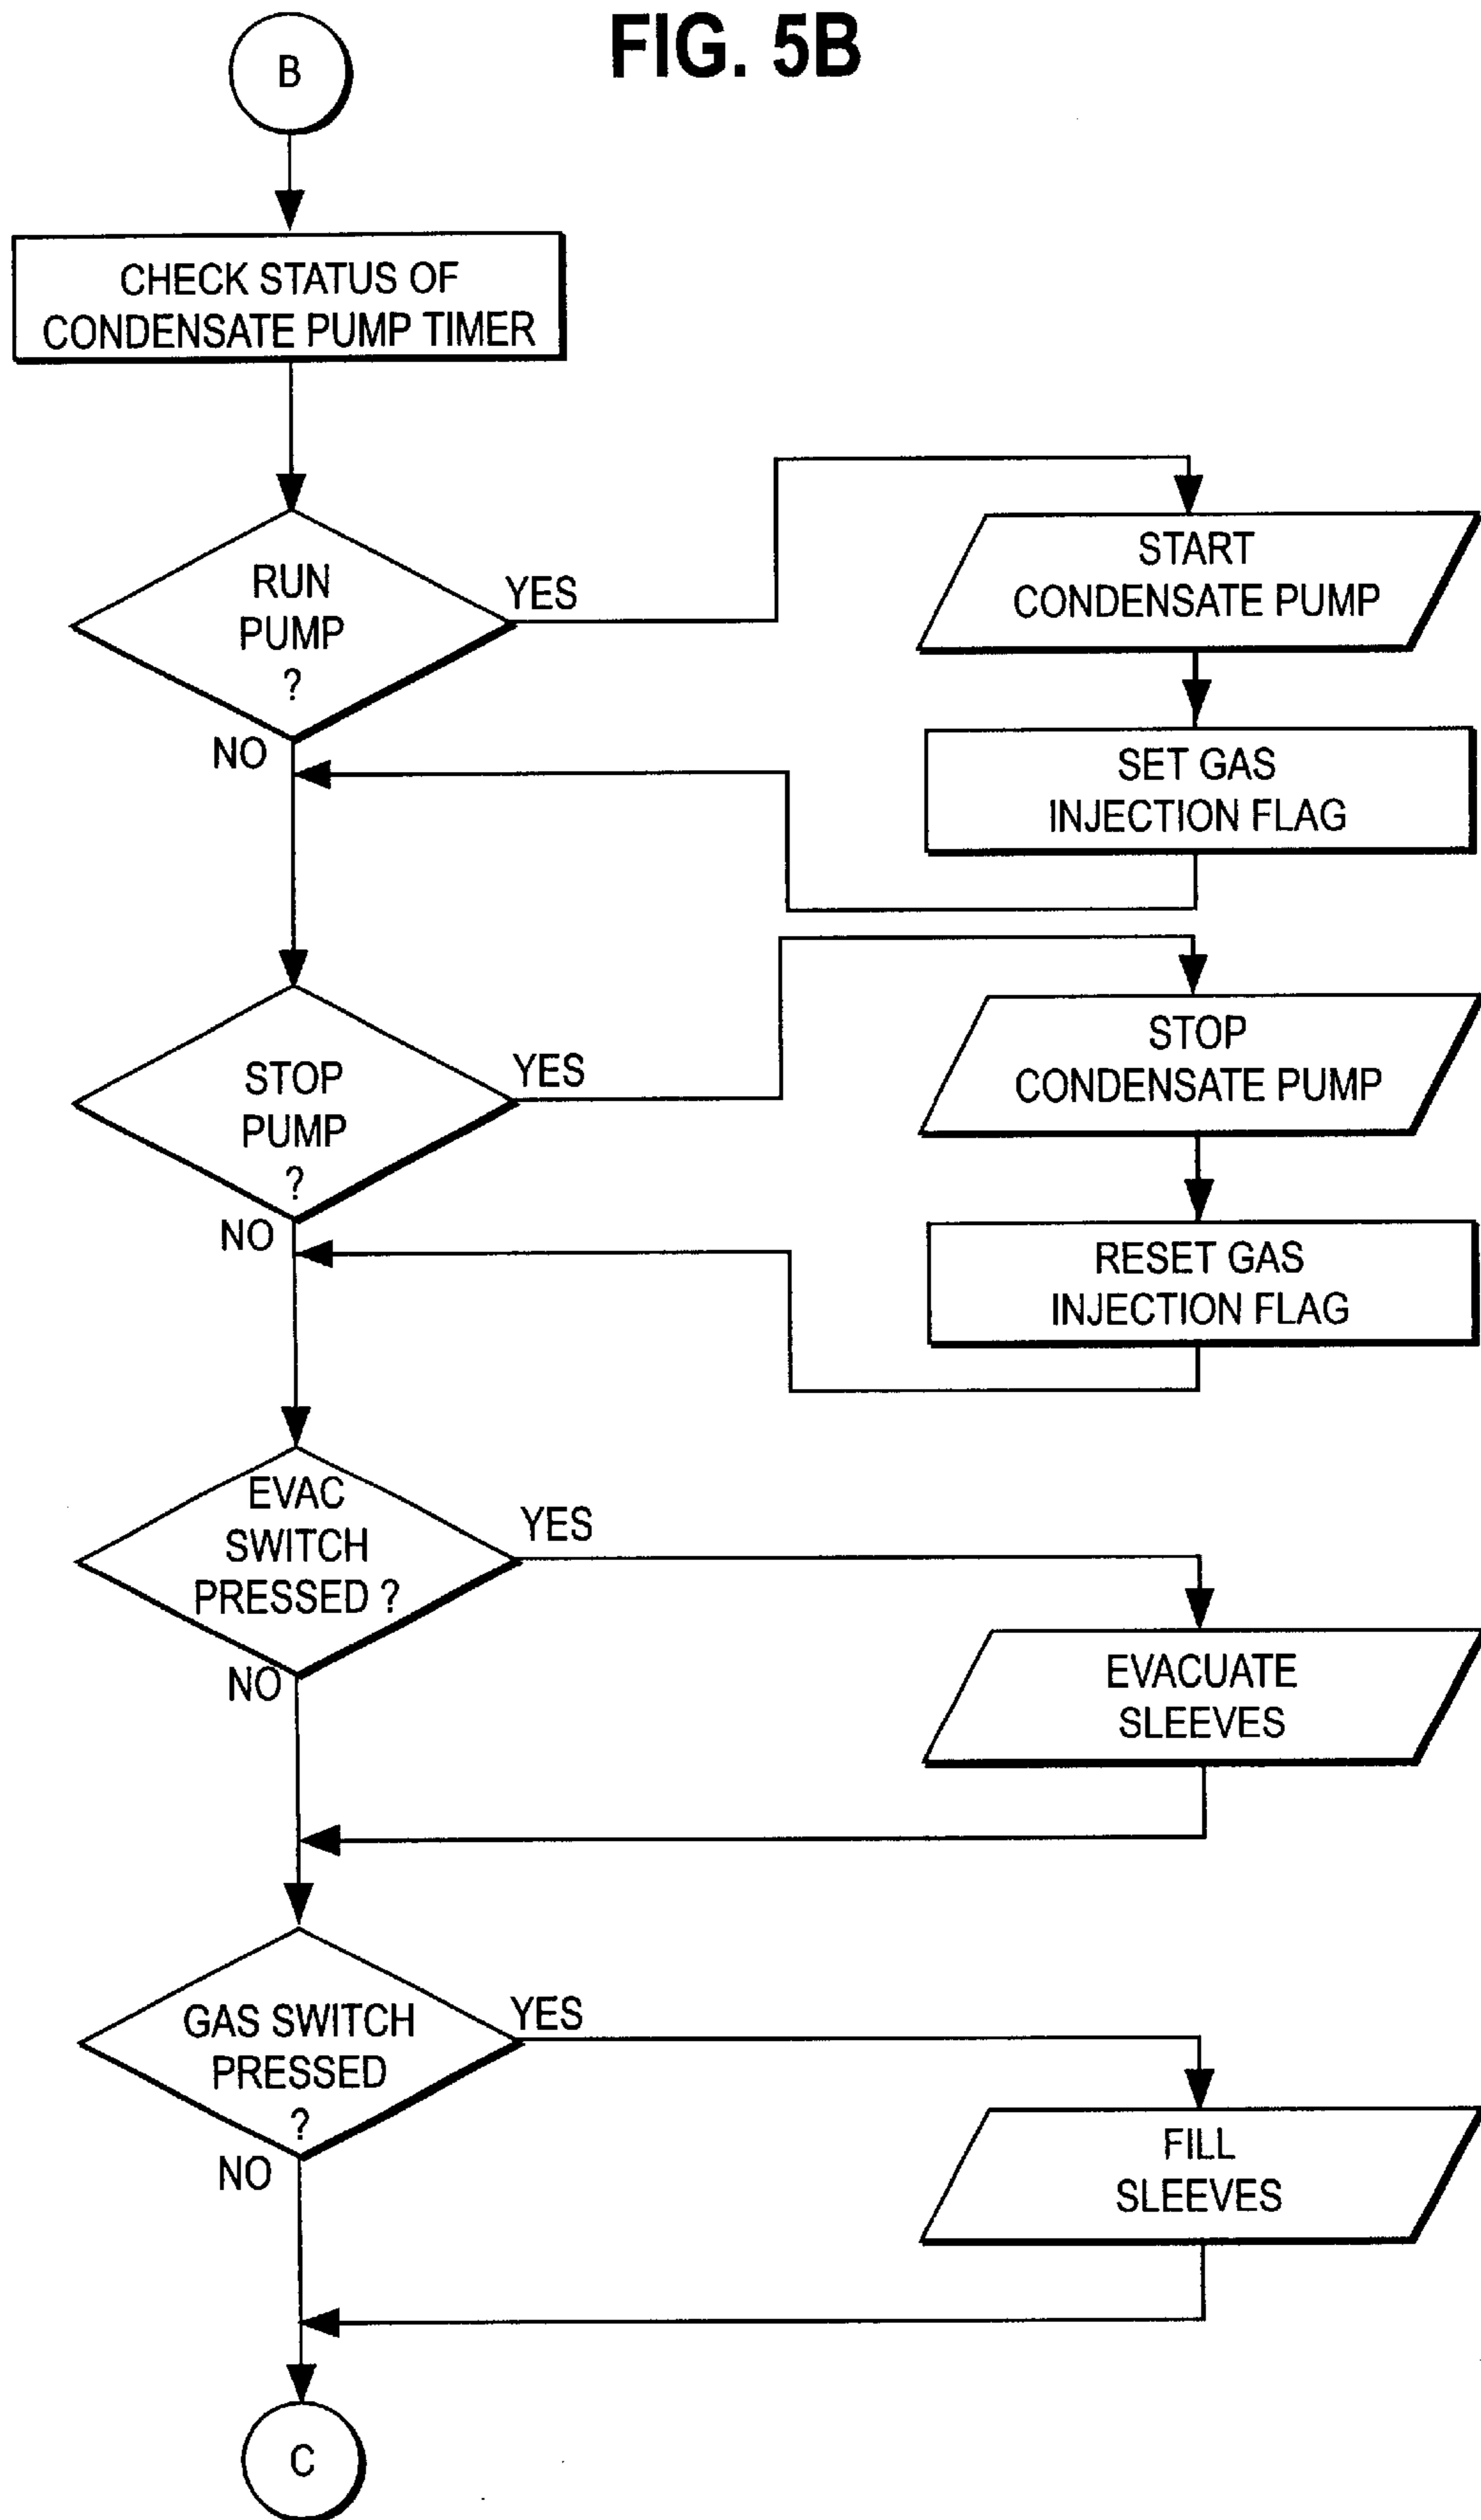 FIG. 5B
B
CHECK STATUS OF
CONDENSATE PUMP TIMER
RUN
PUMP
?
YES
NO
START
CONDENSATE PUMP
SET GAS
INJECTION FLAG
STOP
PUMP
?
YES
NO
STOP
CONDENSATE PUMP
RESET GAS
INJECTION FLAG
EVAC
SWITCH
PRESSED ?
YES
NO
EVACUATE
SLEEVES
GAS SWITCH
PRESSED
?
YES
NO
FILL
SLEEVES
C